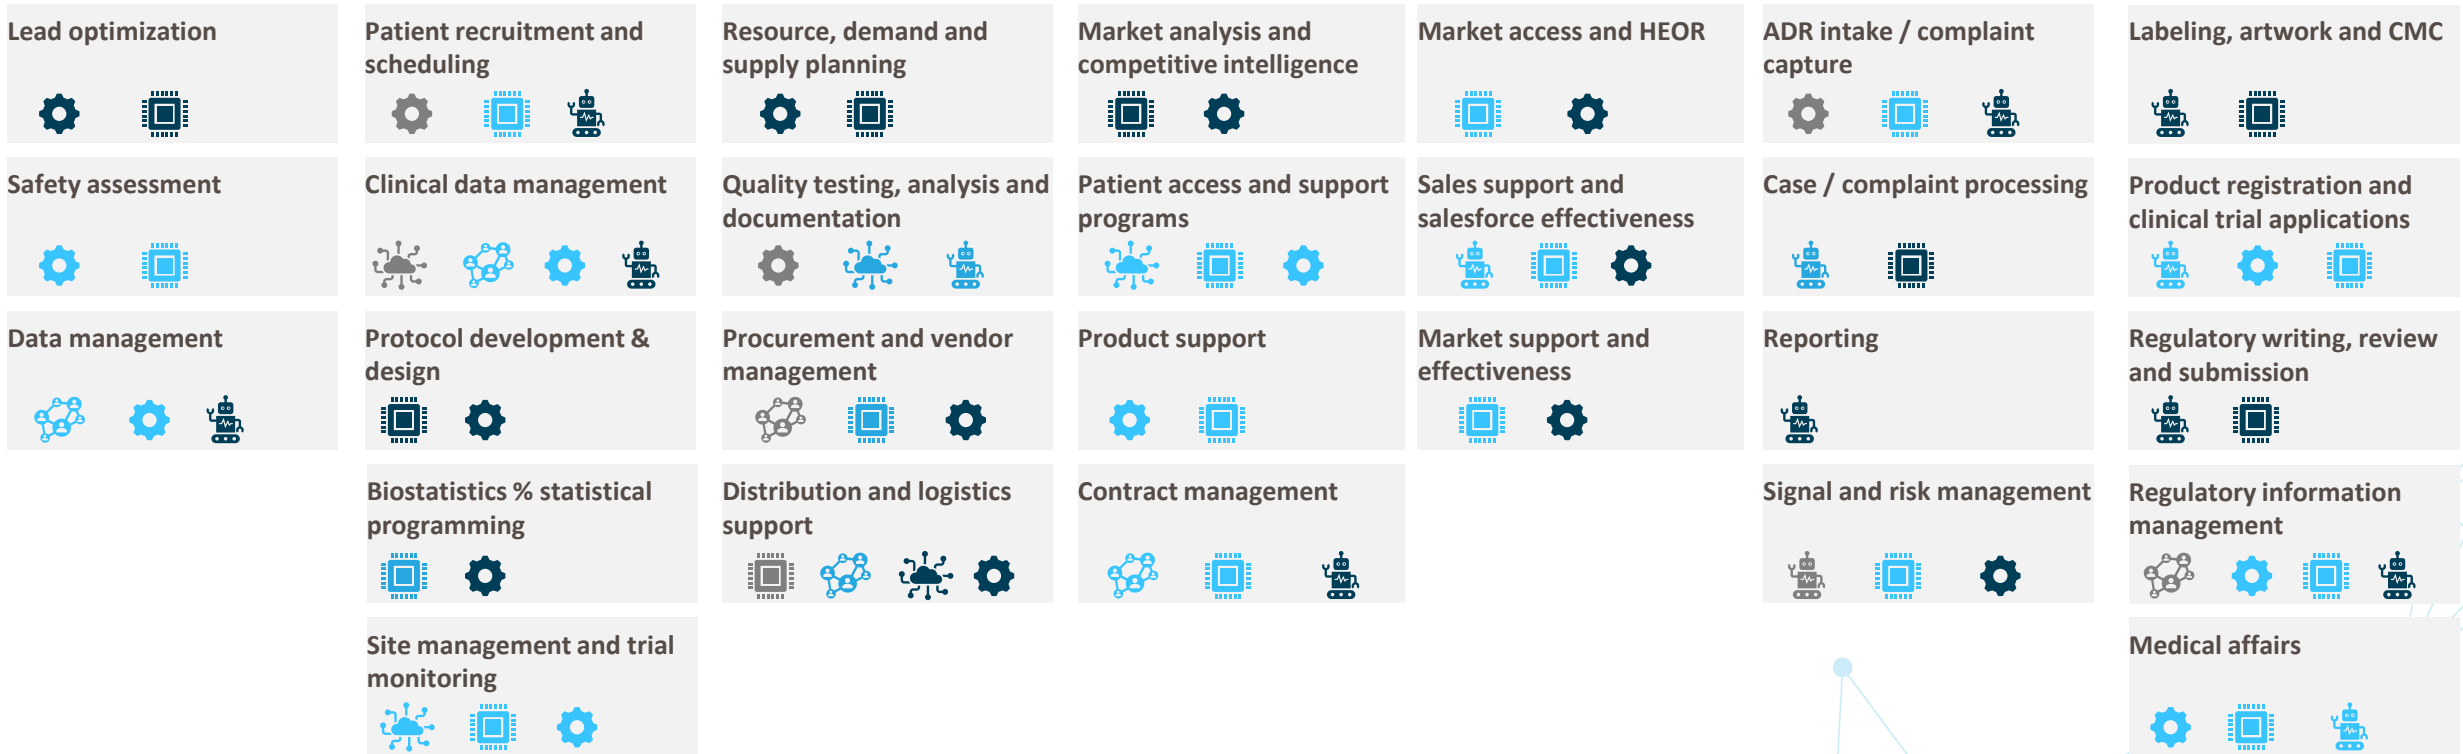 Lead optimization
Patient recruitment and
scheduling
Resource, demand and
supply planning
Market analysis and
competitive intelligence
Market access and HEOR
ADR intake / complaint
capture
Labeling, artwork and CMC
Safety assessment
Clinical data management
Quality testing, analysis and
documentation
Patient access and support
programs
Sales support and
salesforce effectiveness
Case / complaint processing
Product registration and
clinical trial applications
Data management
Protocol development &
design
Procurement and vendor
management
Product support
Market support and
effectiveness
Reporting
Regulatory writing, review
and submission
Biostatistics % statistical
programming
Distribution and logistics
support
Contract management
Signal and risk management
Regulatory information
management
Site management and trial
monitoring
Medical affairs